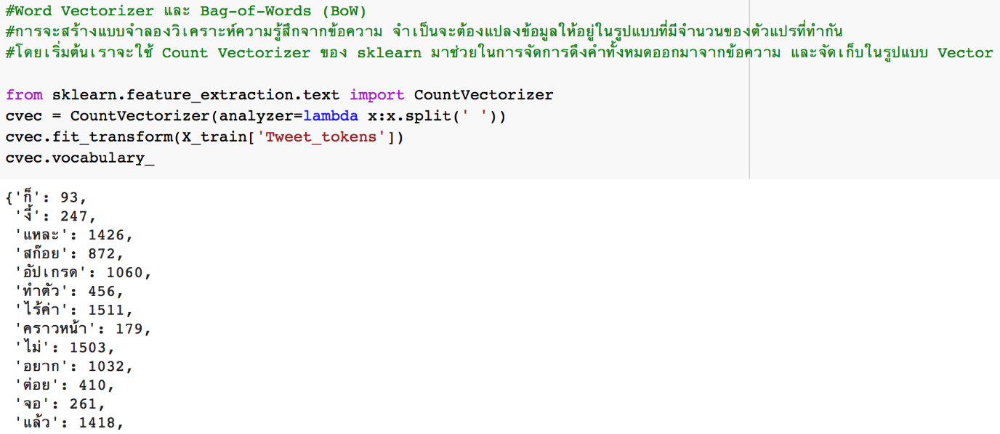 #Word Vectorizer และ Bag-of-Words (BoW)
#การจะสร้างแบบจำลองวิเคราะห์ความรู้สึกจากข้อความ จำเป็นจะต้องแปลงข้อมูลให้อยู่ในรูปแบบที่มีจำนวนของตัวแปรที่ทำกัน
#โดยเริ่มต้นเราจะใช้ Count Vectorizer ของ sklearn มาช่วยในการจัดการดึงคำทั้งหมดออกมาจากข้อความ และจัดเก็บในรูปแบบ Vector
from sklearn.feature_extraction.text import CountVectorizer
cvec = CountVectorizer(analyzer=lambda x:x.split(' '))
cvec.fit_transform(X_train['Tweet_tokens'])
cvec.vocabulary_
{'ก็': 93,
'งี้': 247,
'แหละ': 1426,
'สก๊อย': 872,
'อัปเกรด': 1060,
'ทำตัว': 456,
'ไร้ค่า': 1511,
'คราวหน้า': 179,
'ไม่': 1503,
'อยาก': 1032,
'ต่อย': 410,
'จอ': 261,
'แล้ว': 1418,